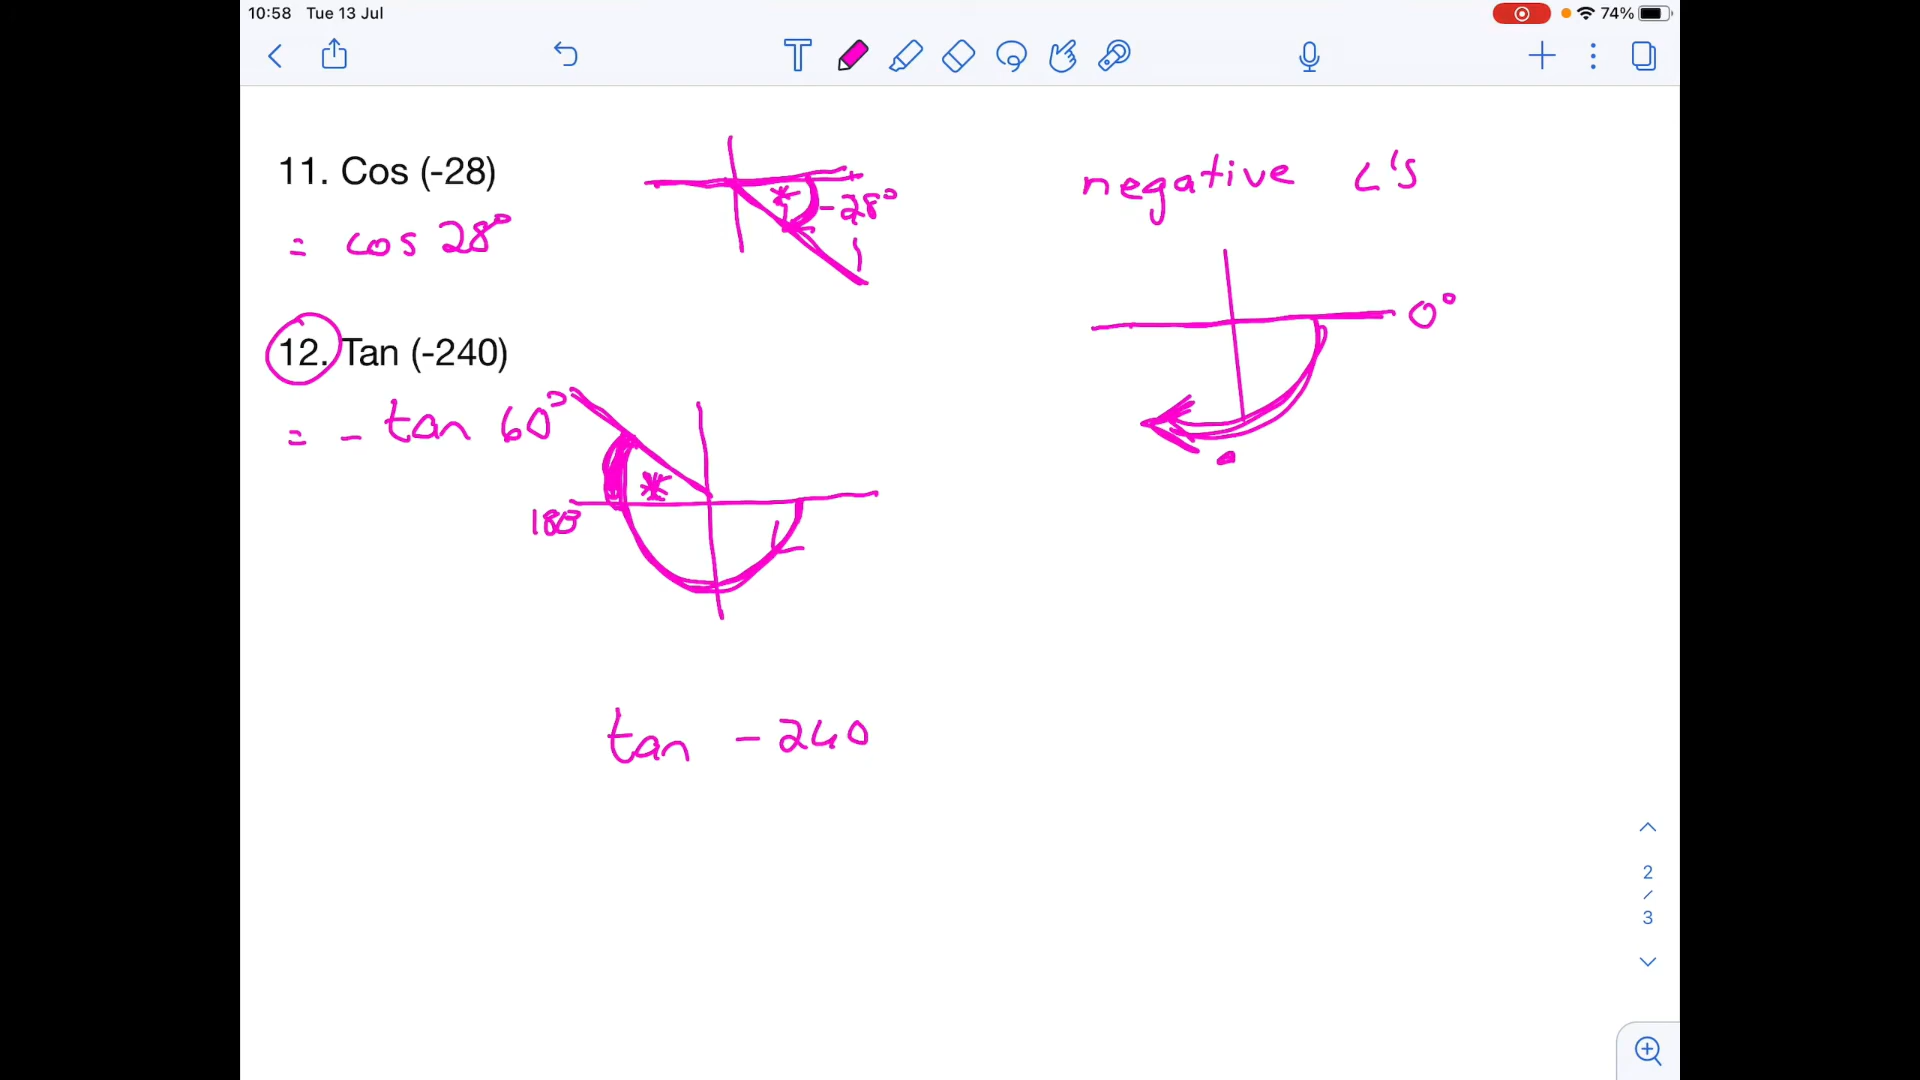 10:58 Tue 13 Jul
74%
11. Cos (-28)
= cos 28°
-28°
negative ∠'s
0°
12. Tan (-240)
= - tan 60°
180°
tan - 240
2
/
3